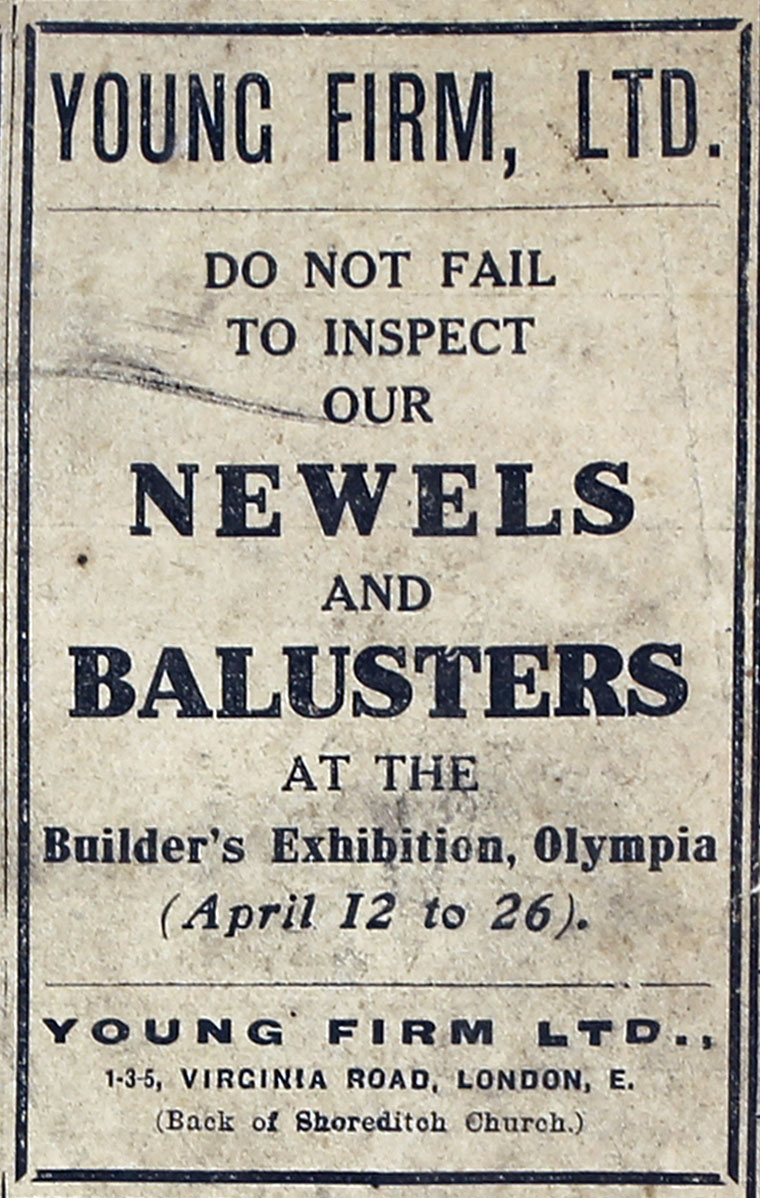 YOUNG FIRM, LTD.
DO NOT FAIL
TO INSPECT
OUR
NEWELS
AND
BALUSTERS
AT THE
Builder's Exhibition, Olympia
(April 12 to 26).
YOUNG FIRM LTD.,
1-3-5, VIRGINIA ROAD, LONDON, E.
(Back of Shoreditch Church.)